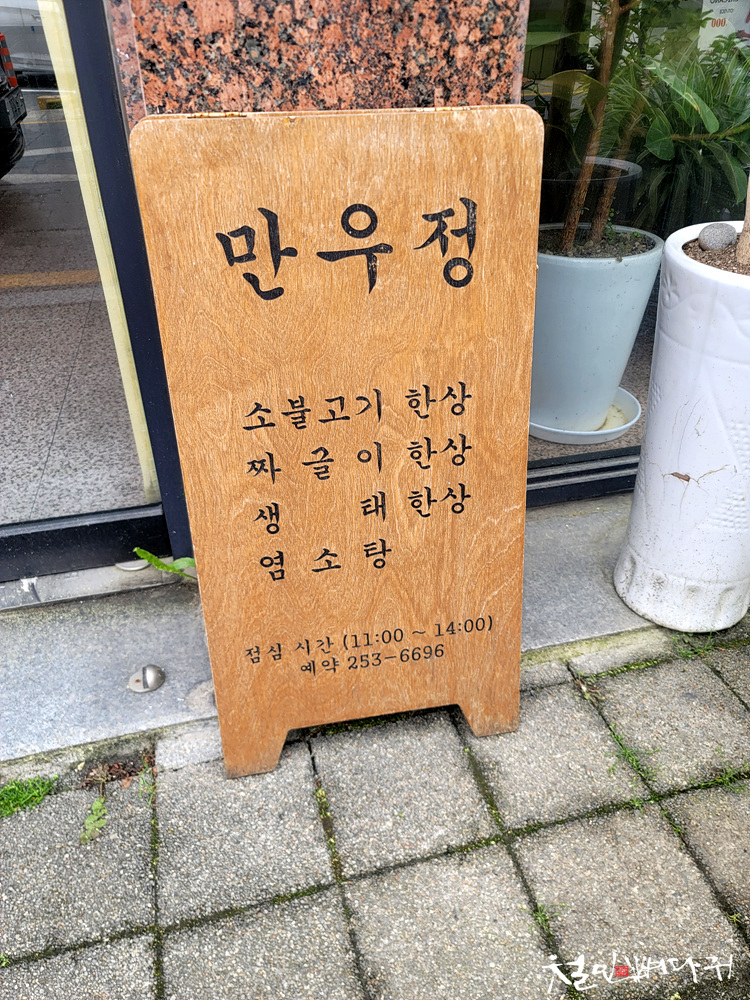 만우정
소불고기 한상
짜글이 한상
생태 한상
염소탕
점심 시간 (11:00 ~ 14:00)
예약 253-6696